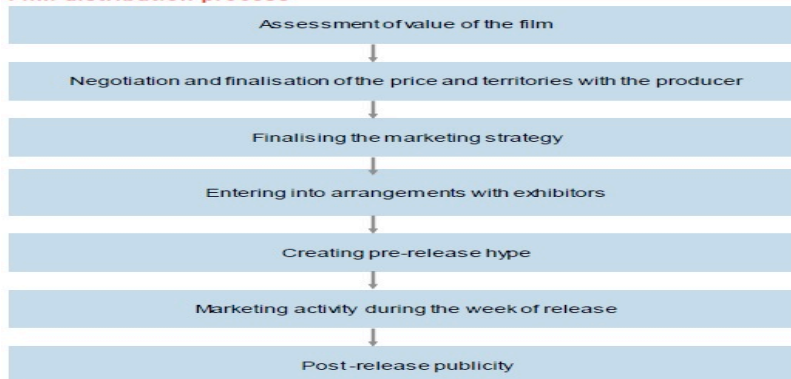 Film distribution process
Assessment of value of the film
Negotiation and finalisation of the price and territories with the producer
Finalising the marketing strategy
Entering into arrangements with exhibitors
Creating pre-release hype
Marketing activity during the week of release
Post-release publicity